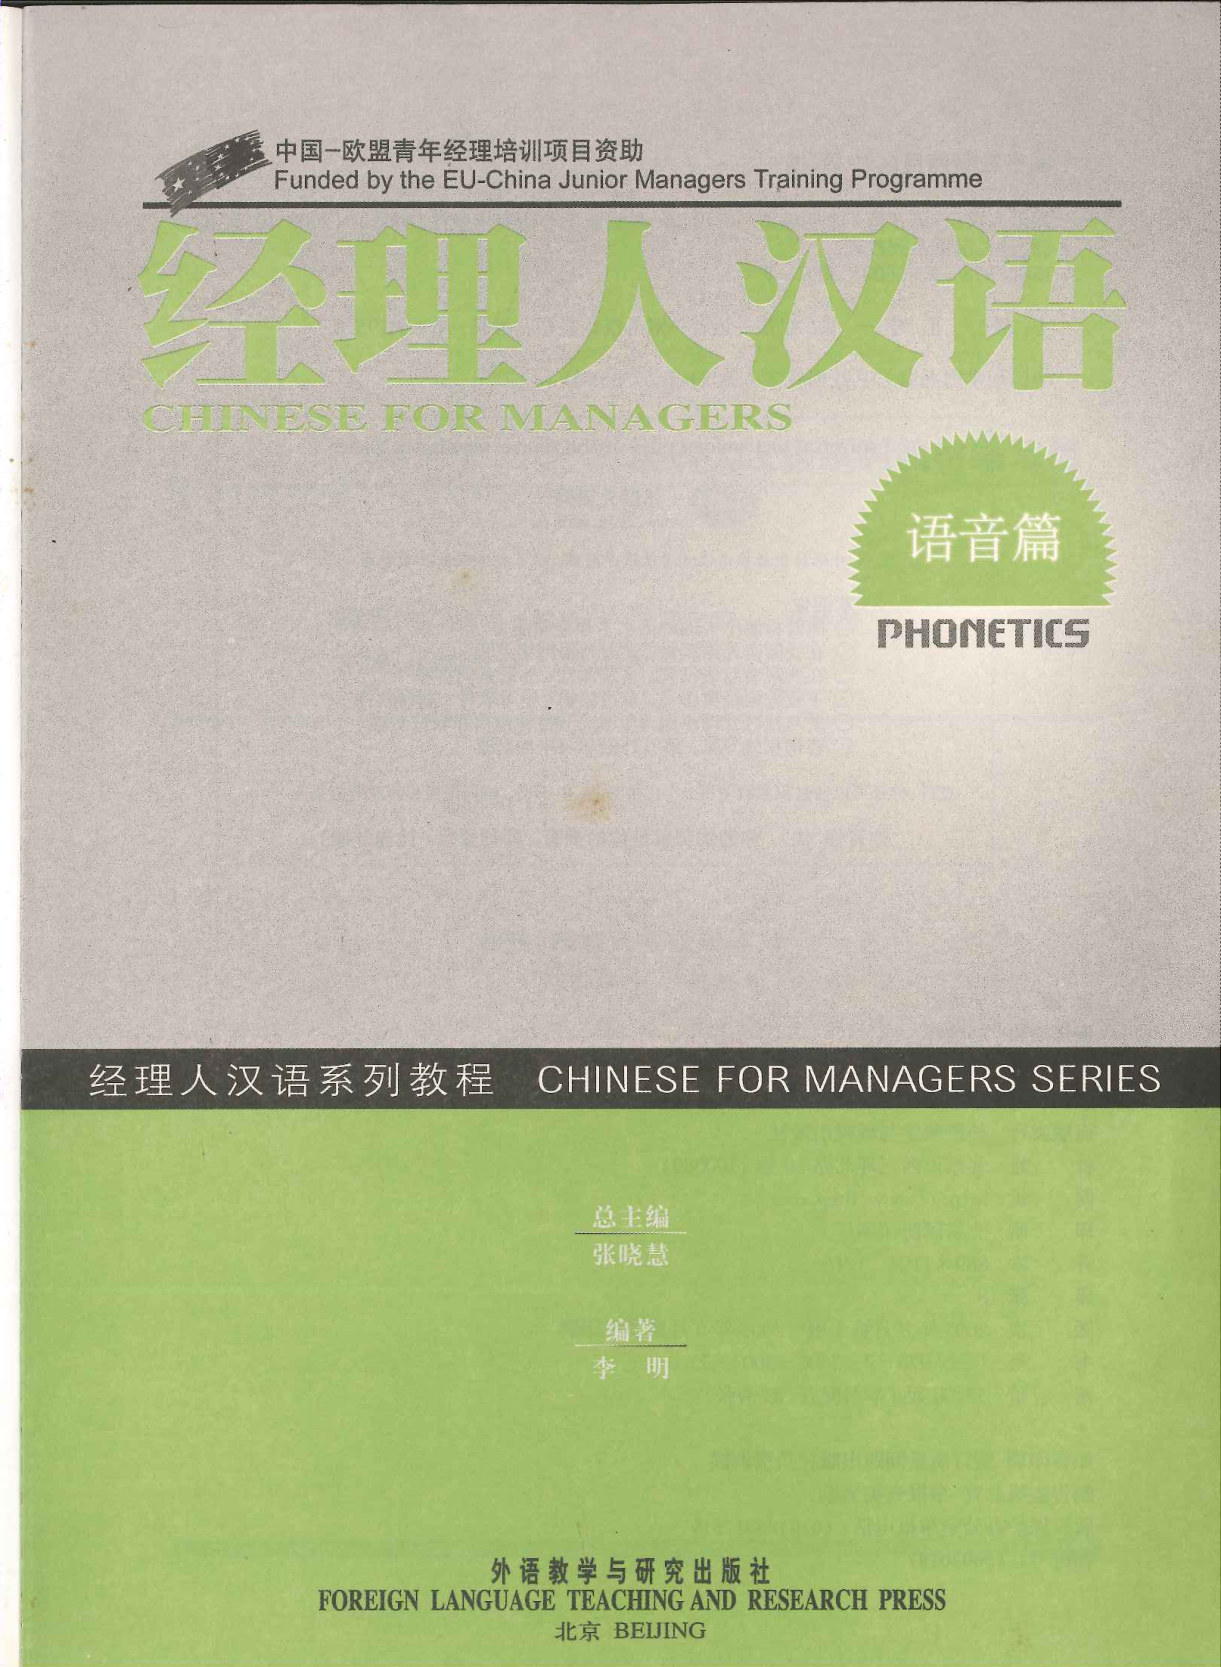 中国-欧盟青年经理培训项目资助
Funded by the EU-China Junior Managers Training Programme
经理人汉语
CHINESE FOR MANAGERS
语音篇
PHONETICS
经理人汉语系列教程 CHINESE FOR MANAGERS SERIES
总主编
张晓慧
编著
李 明
外语教学与研究出版社
FOREIGN LANGUAGE TEACHING AND RESEARCH PRESS
北京 BEIJING